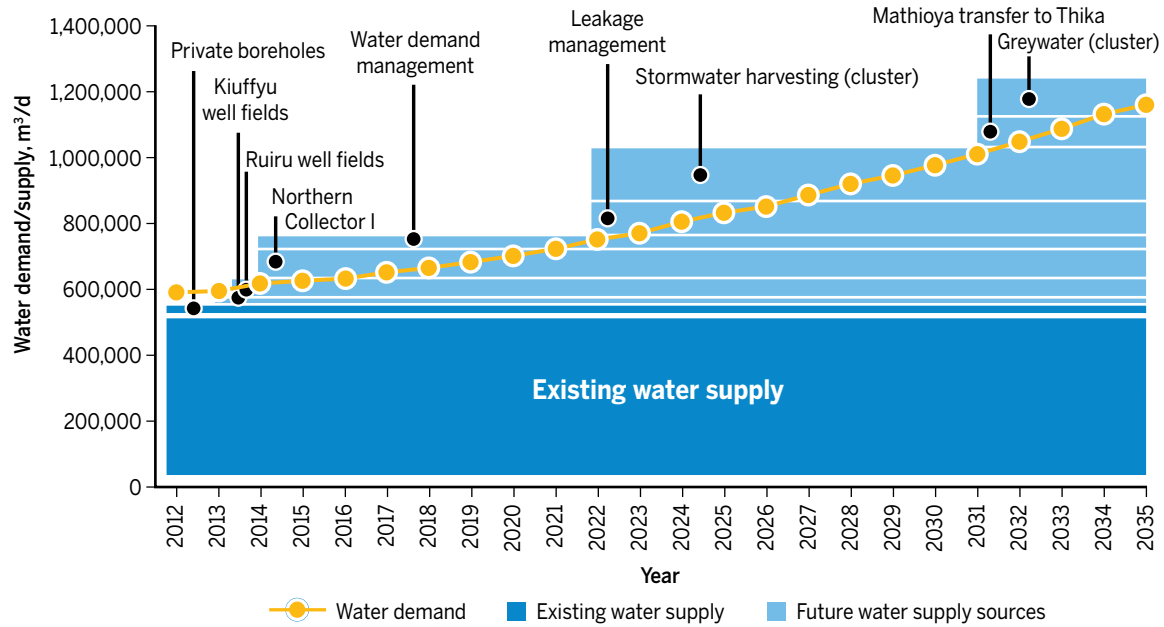 Water demand/supply, m³/d
1,400,000
1,200,000
1,000,000
800,000
600,000
400,000
200,000
0
Private boreholes
Kiuffyu
well fields
Ruiru well fields
Northern
Collector I
Water demand
management
Leakage
management
Stormwater harvesting (cluster)
Mathioya transfer to Thika
Greywater (cluster)
Existing water supply
2012
2013
2014
2015
2016
2017
2018
2019
2020
2021
2022
2023
2024
2025
2026
2027
2028
2029
2030
2031
2032
2033
2034
2035
Year
Water demand
Existing water supply
Future water supply sources